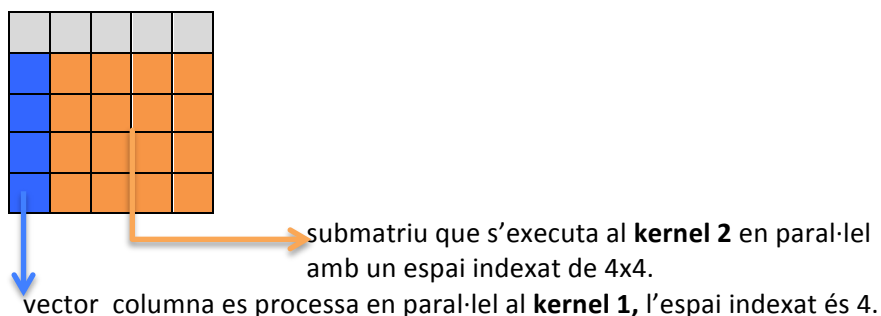 submatriu que s'executa al kernel 2 en paral·lel
amb un espai indexat de 4x4.
vector columna es processa en paral·lel al kernel 1, l'espai indexat és 4.